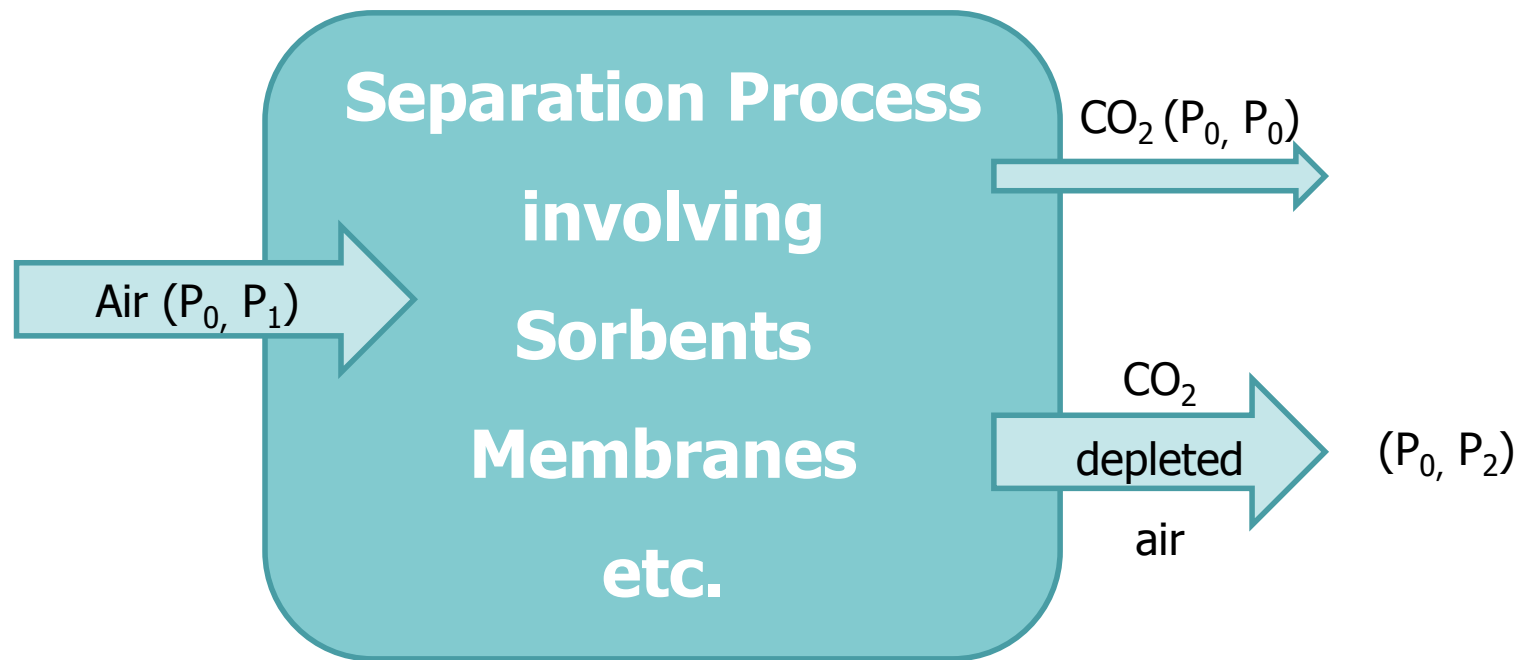 Air (P₀, P₁)
Separation Process
involving
Sorbents
Membranes
etc.
CO₂ (P₀, P₀)
CO₂
depleted
air
(P₀, P₂)